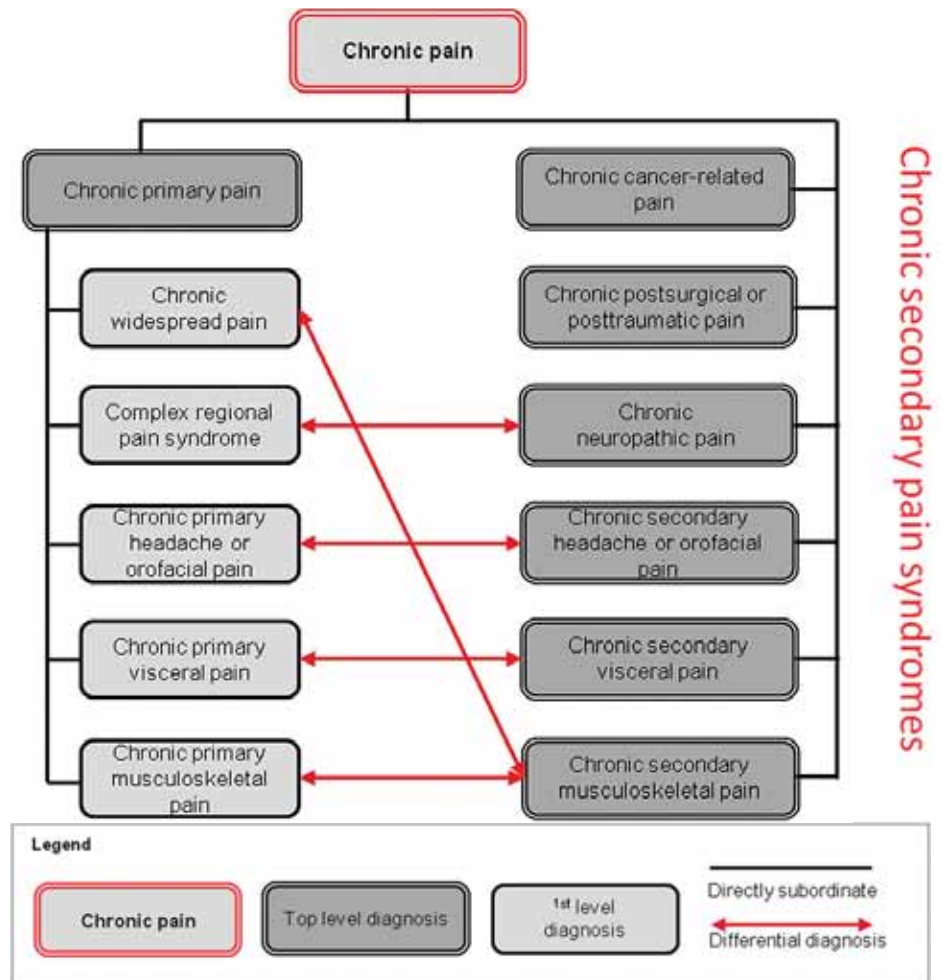 Chronic pain
Chronic primary pain
Chronic
widespread pain
Complex regional
pain syndrome
Chronic primary
headache or
orofacial pain
Chronic primary
visceral pain
Chronic primary
musculoskeletal
pain
Chronic cancer-related
pain
Chronic postsurgical or
posttraumatic pain
Chronic
neuropathic pain
Chronic secondary
headache or orofacial
pain
Chronic secondary
visceral pain
Chronic secondary
musculoskeletal pain
Chronic secondary pain syndromes
Legend
Chronic pain
Top level diagnosis
1st level
diagnosis
Directly subordinate
Differential diagnosis